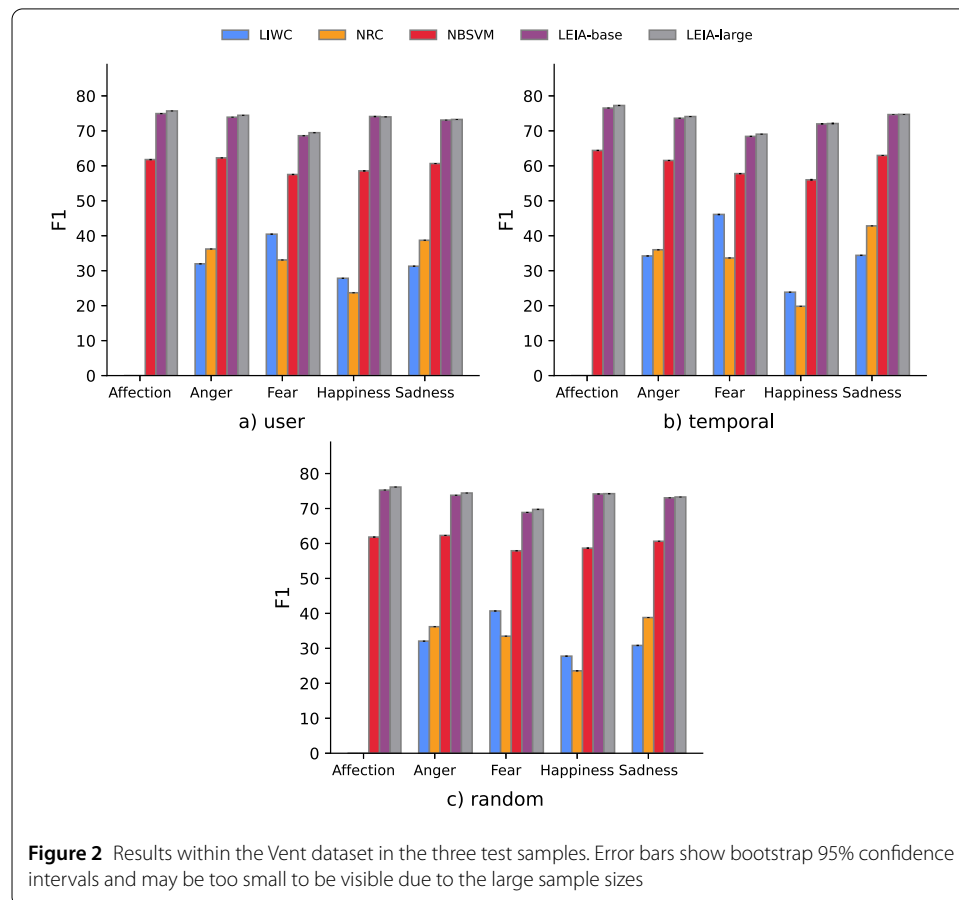 LIWC NRC NBSVM LEIA-base LEIA-large
80
70
60
50
40
30
20
10
0
F1
Affection Anger Fear Happiness Sadness
a) user
80
70
60
50
40
30
20
10
0
F1
Affection Anger Fear Happiness Sadness
b) temporal
80
70
60
50
40
30
20
10
0
F1
Affection Anger Fear Happiness Sadness
c) random
Figure 2 Results within the Vent dataset in the three test samples. Error bars show bootstrap 95% confidence
intervals and may be too small to be visible due to the large sample sizes